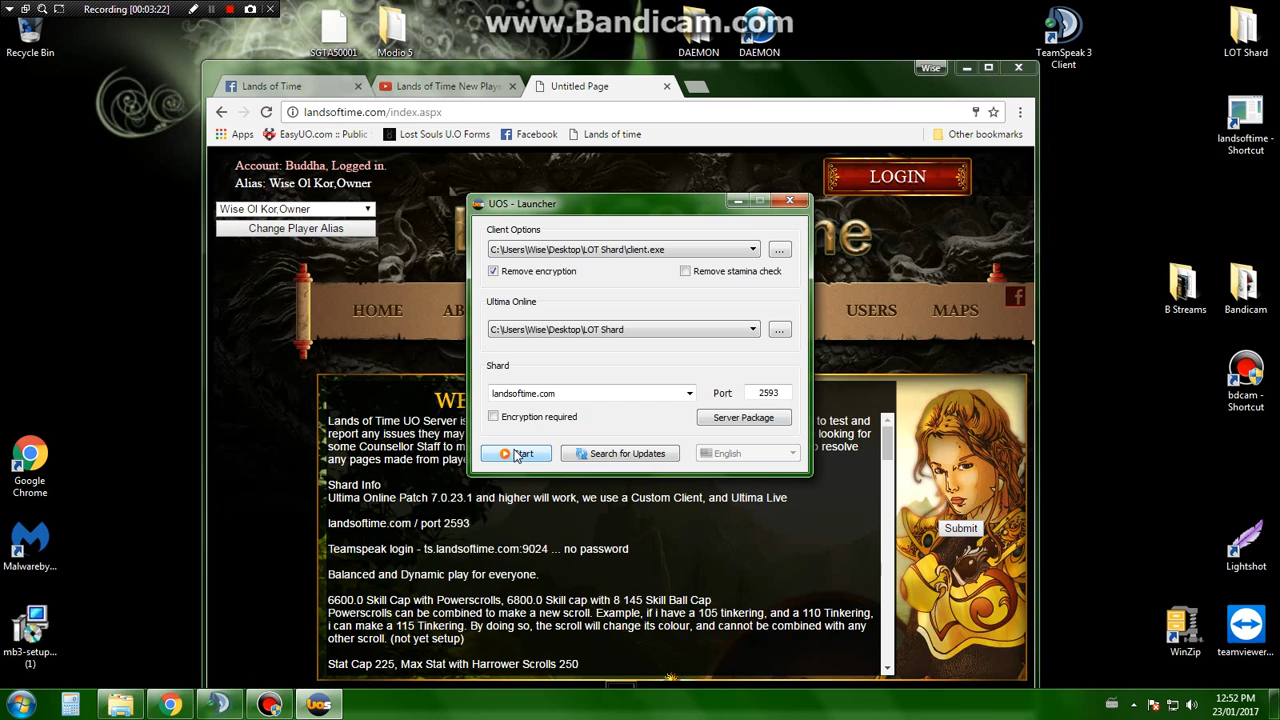 Recording [00:03:22]
www.Bandicam.com
Recycle Bin
SGTA50001
Modio 5
DAEMON
DAEMON
TeamSpeak 3
Client
LOT Shard
Wise
Lands of Time
Lands of Time New Playe
Untitled Page
landsoftime.com/index.aspx
Apps
EasyUO.com :: Public
Lost Souls U.O Forms
Facebook
Lands of time
Other bookmarks
landsoftime -
Shortcut
Account: Buddha, Logged in.
Alias: Wise Ol Kor,Owner
Wise Ol Kor,Owner
Change Player Alias
LOGIN
ne
HOME
AB
USERS
MAPS
UOS - Launcher
Client Options
C:\Users\Wise\Desktop\LOT Shard\client.exe
...
Remove encryption
Remove stamina check
Ultima Online
C:\Users\Wise\Desktop\LOT Shard
...
Shard
landsoftime.com
Port
2593
Encryption required
Server Package
Start
Search for Updates
English
B Streams
Bandicam
bdcam -
Shortcut
WE
Lands of Time UO Server is
to test and
report any issues they may
looking for
some Counsellor Staff to m
to resolve
any pages made from playe
Shard Info
Ultima Online Patch 7.0.23.1 and higher will work, we use a Custom Client, and Ultima Live
landsoftime.com / port 2593
Teamspeak login - ts.landsoftime.com:9024 ... no password
Balanced and Dynamic play for everyone.
6600.0 Skill Cap with Powerscrolls, 6800.0 Skill cap with 8 145 Skill Ball Cap
Powerscrolls can be combined to make a new scroll. Example, if i have a 105 tinkering, and a 110 Tinkering,
i can make a 115 Tinkering. By doing so, the scroll will change its colour, and cannot be combined with any
other scroll. (not yet setup)
Stat Cap 225, Max Stat with Harrower Scrolls 250
Submit
Google
Chrome
Malwareby...
mb3-setup...
(1)
Lightshot
WinZip
teamviewer...
UOS
12:52 PM
23/01/2017